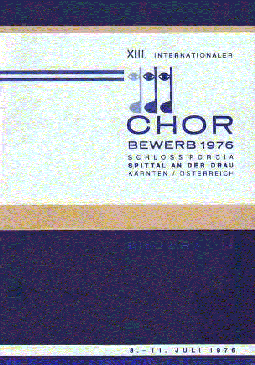 XIII INTERNATIONALER
CHOR
BEWERB 1976
SCHLOSS PORCIA
SPITTAL AN DER DRAU
KÄRNTEN / ÖSTERREICH
8.–11. JULI 1976